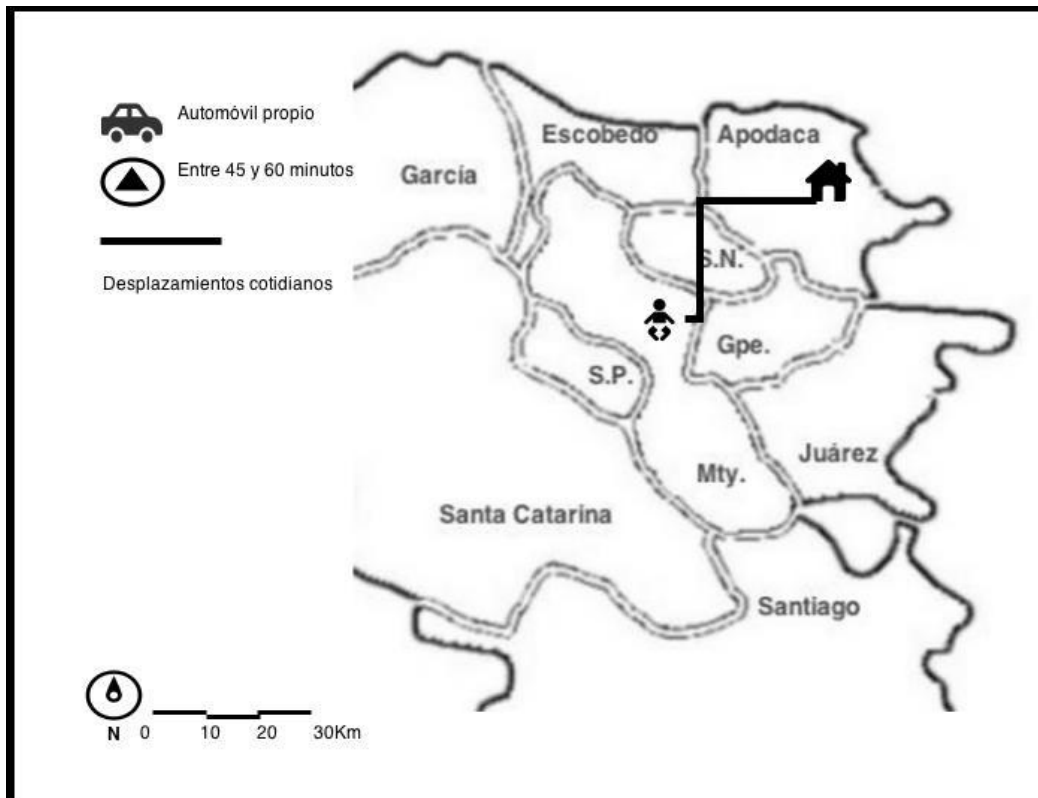 Automóvil propio
Entre 45 y 60 minutos
Desplazamientos cotidianos
Escobedo
Apodaca
García
S.N.
Gpe.
S.P.
Juárez
Mty.
Santa Catarina
Santiago
N 0 10 20 30Km